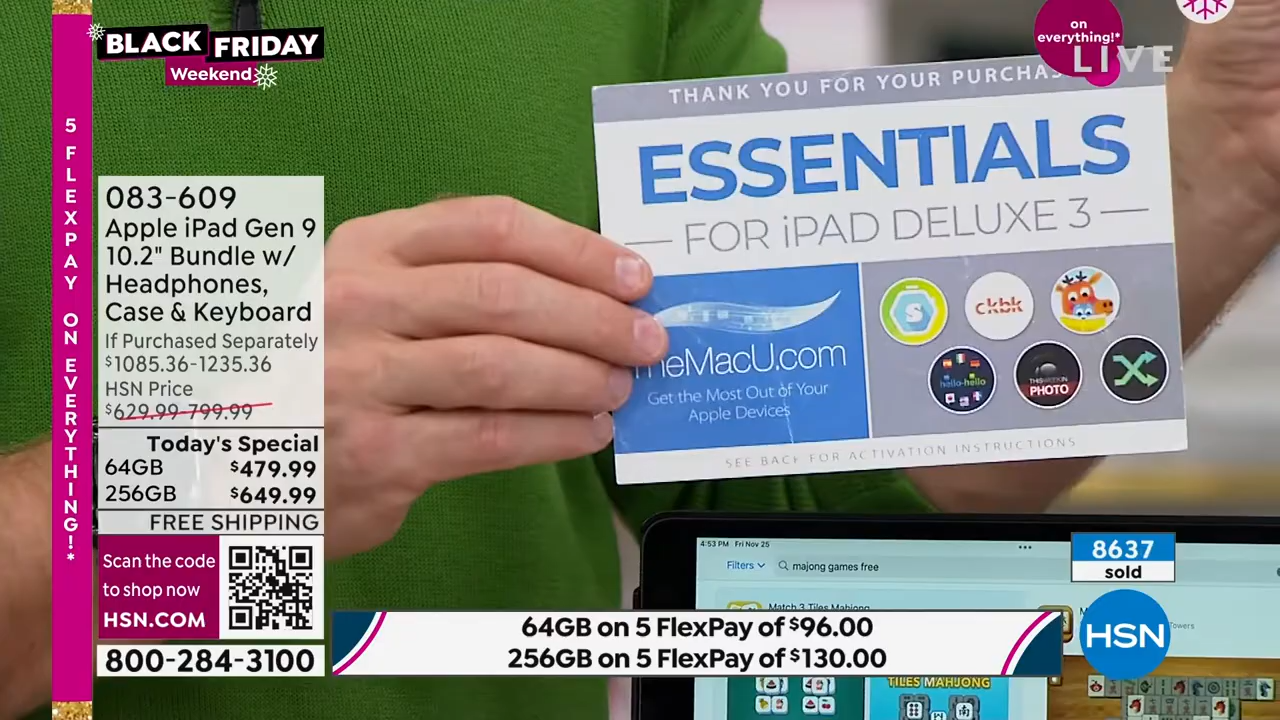 BLACK FRIDAY
Weekend
5 FLEXPAY ON EVERYTHING!*
083-609
Apple iPad Gen 9
10.2" Bundle w/
Headphones,
Case & Keyboard
If Purchased Separately
$1085.36-1235.36
HSN Price
$629.99-799.99
Today's Special
64GB $479.99
256GB $649.99
FREE SHIPPING
Scan the code
to shop now
HSN.COM
800-284-3100
on
everything!*
LIVE
THANK YOU FOR YOUR PURCHAS
ESSENTIALS
FOR iPAD DELUXE 3
heMacU.com
Get the Most Out of Your
Apple Devices
S
ckbk
hello-hello
THIS WEEK IN
PHOTO
SEE BACK FOR ACTIVATION INSTRUCTIONS
4:53 PM Fri Nov 25
Filters
majong games free
Match 3 Tiles Mahjong
Towers
TILES MAHJONG
8637
sold
HSN
64GB on 5 FlexPay of $96.00
256GB on 5 FlexPay of $130.00